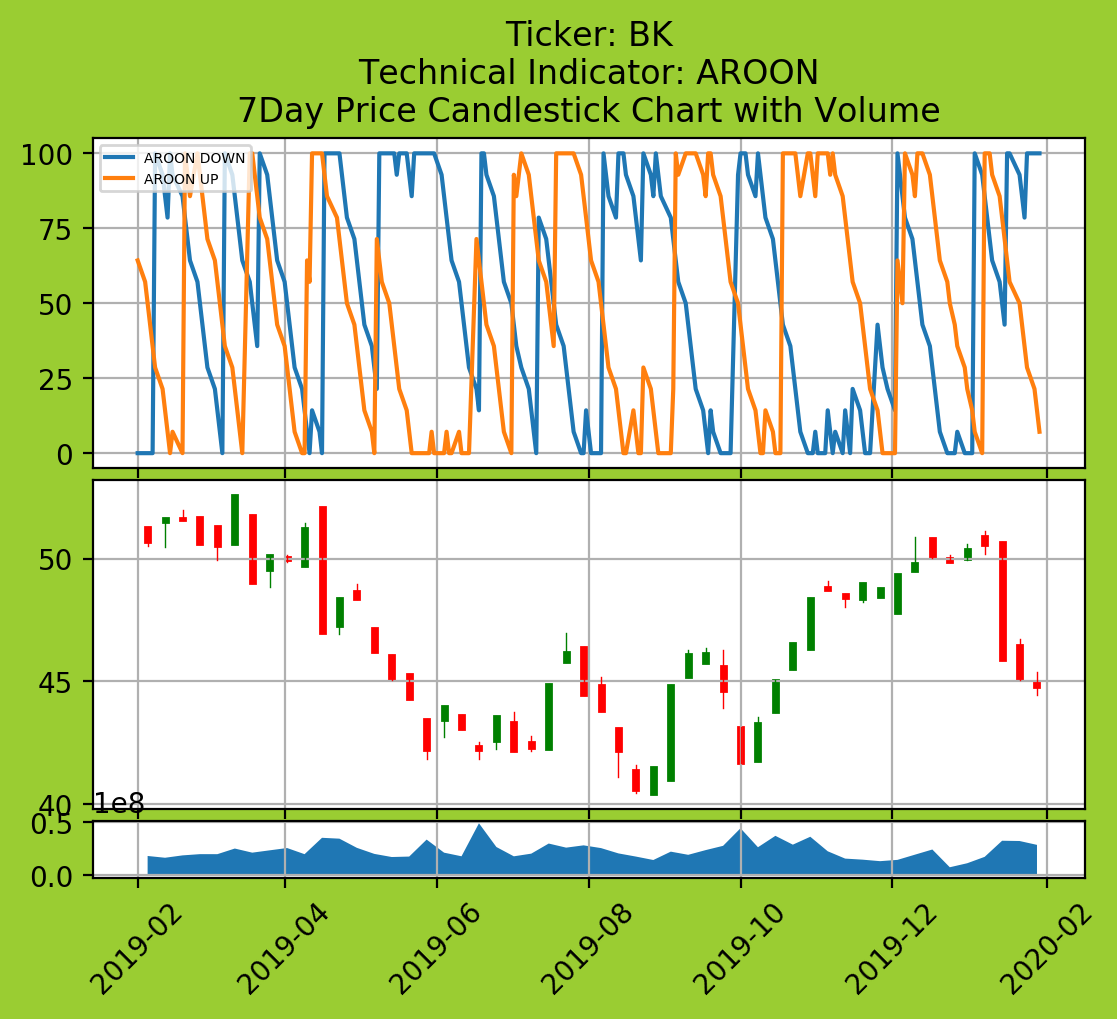 Ticker: BK
Technical Indicator: AROON
7Day Price Candlestick Chart with Volume
100
75
50
25
0
AROON DOWN
AROON UP
50
45
40
1e8
0.5
0.0
2019-02
2019-04
2019-06
2019-08
2019-10
2019-12
2020-02